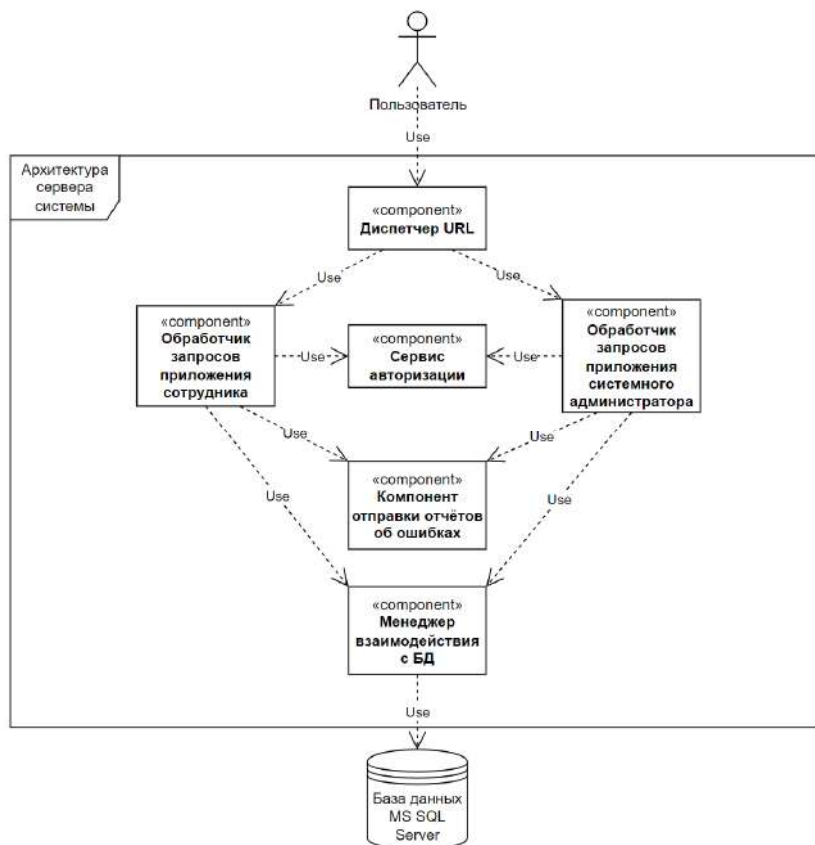 Пользователь
Use
Архитектура
сервера
системы
«component»
Диспетчер URL
Use
Use
«component»
Обработчик
запросов
приложения
сотрудника
Use
«component»
Сервис
авторизации
Use
«component»
Обработчик
запросов
приложения
системного
администратора
Use
Use
«component»
Компонент
отправки отчётов
об ошибках
Use
Use
«component»
Менеджер
взаимодействия
с БД
Use
База данных
MS SQL
Server